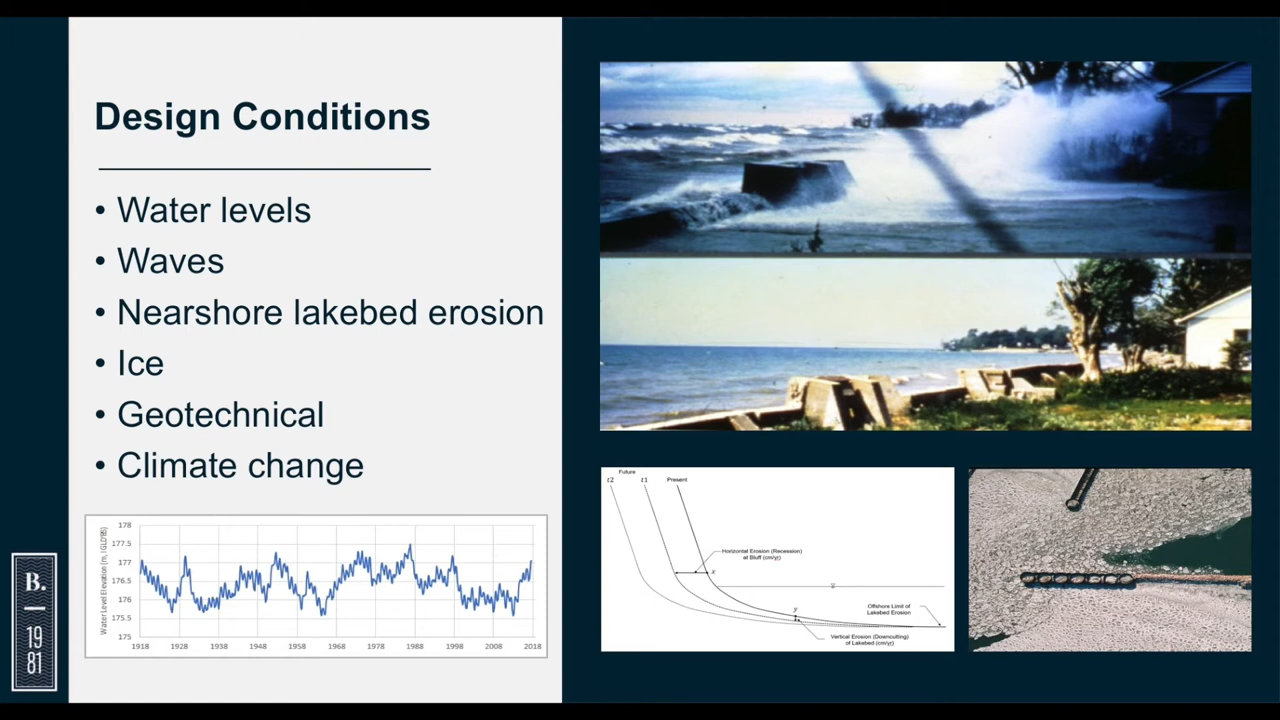 Design Conditions
• Water levels
• Waves
• Nearshore lakebed erosion
• Ice
• Geotechnical
• Climate change
Water Level Elevation (m, IGLD'85)
178
177.5
177
176.5
176
175.5
175
1918 1928 1938 1948 1958 1968 1978 1988 1998 2008 2018
B.
19
81
Future
t2 t1 Present
Horizontal Erosion (Recession)
at Bluff (cm/yr)
x
y
Offshore Limit of
Lakebed Erosion
Vertical Erosion (Downcutting)
of Lakebed (cm/yr)